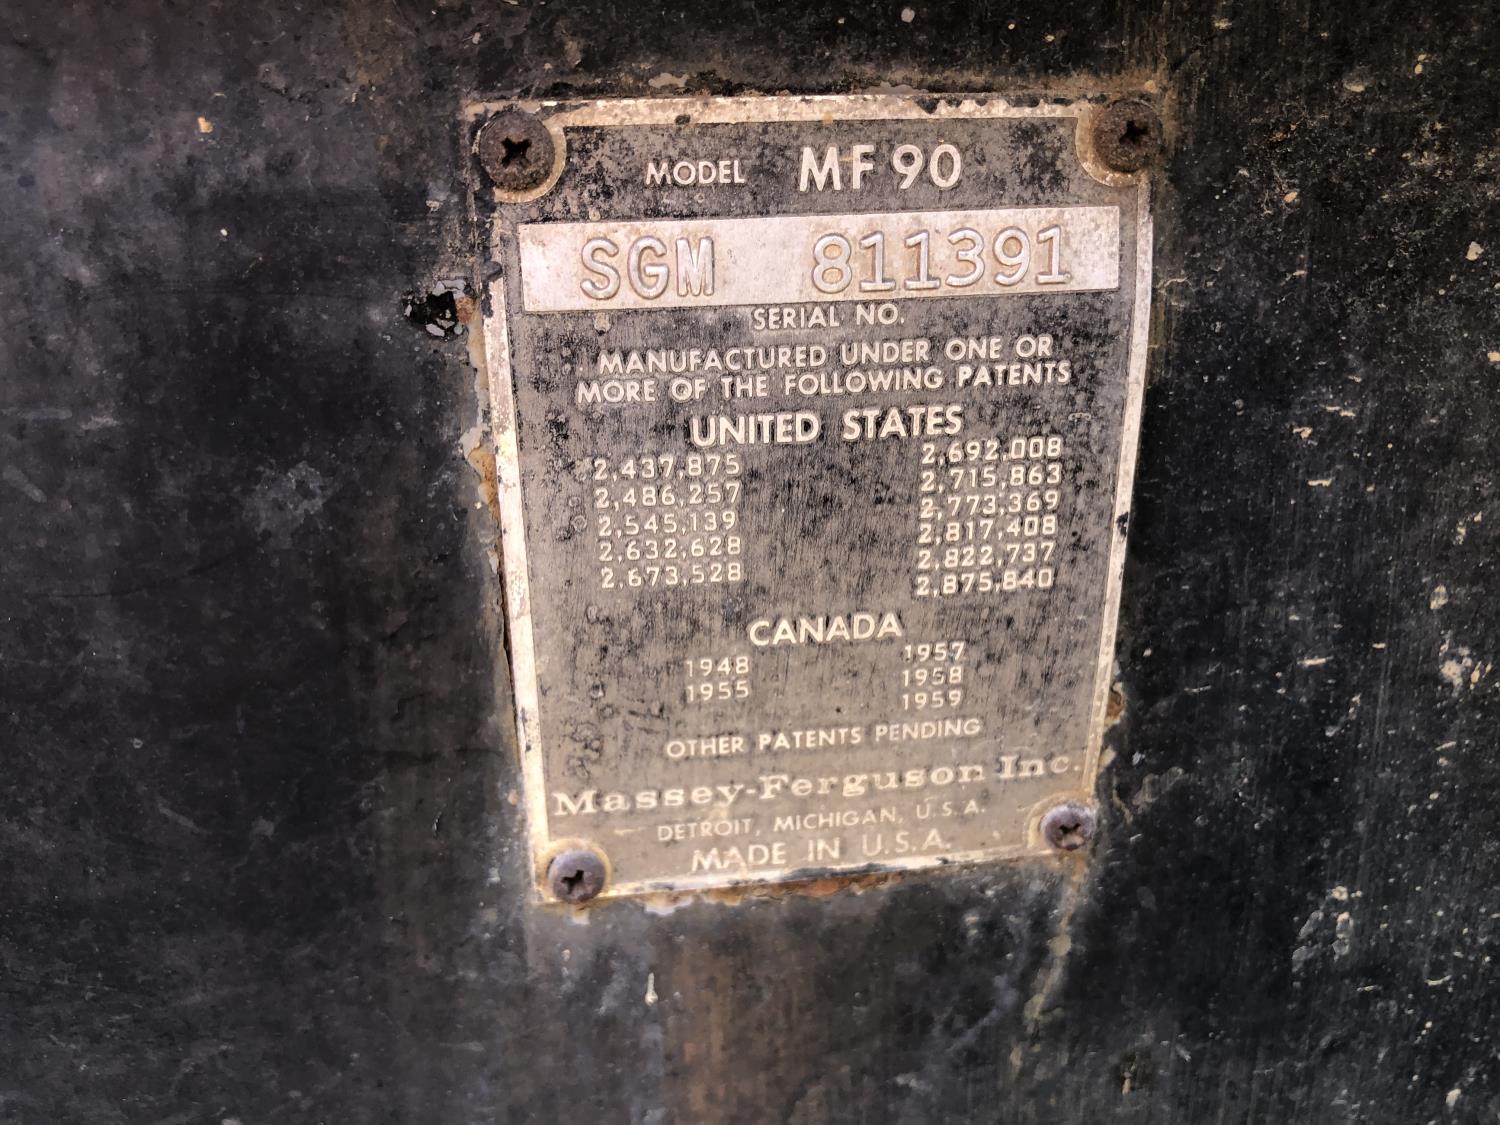 MODEL MF 90
SGM 811391
SERIAL NO.
MANUFACTURED UNDER ONE OR
MORE OF THE FOLLOWING PATENTS
UNITED STATES
2,437,875 2,692,008
2,486,257 2,715,863
2,545,139 2,773,369
2,632,628 2,817,408
2,673,528 2,822,737
2,875,840
CANADA
1948 1957
1955 1958
1959
OTHER PATENTS PENDING
Massey-Ferguson Inc.
DETROIT, MICHIGAN, U.S.A.
MADE IN U.S.A.